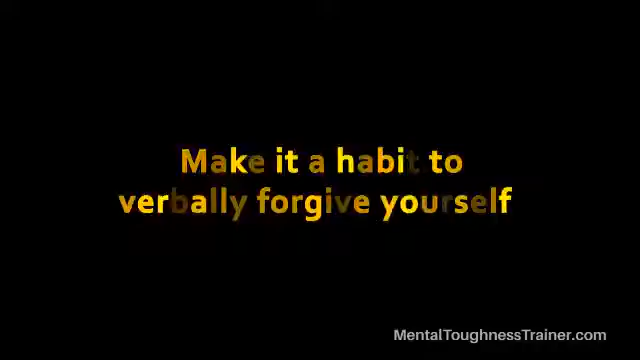 Make it a habit to
verbally forgive yourself
MentalToughnessTrainer.com